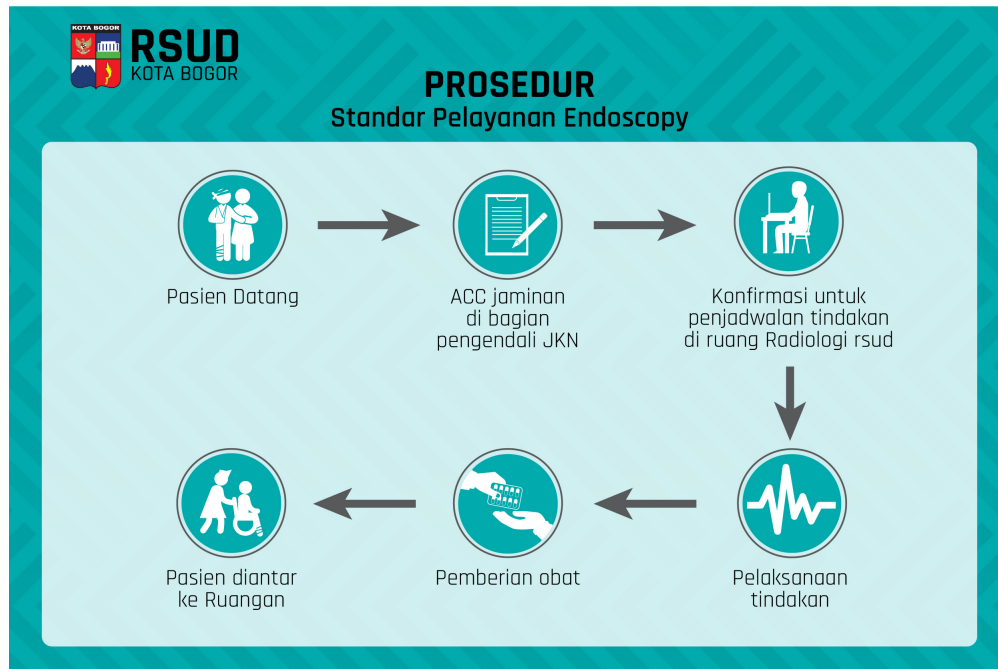 KOTA BOGOR
RSUD
KOTA BOGOR
PROSEDUR
Standar Pelayanan Endoscopy
Pasien Datang
ACC jaminan
di bagian
pengendali JKN
Konfirmasi untuk
penjadwalan tindakan
di ruang Radiologi rsud
Pasien diantar
ke Ruangan
Pemberian obat
Pelaksanaan
tindakan